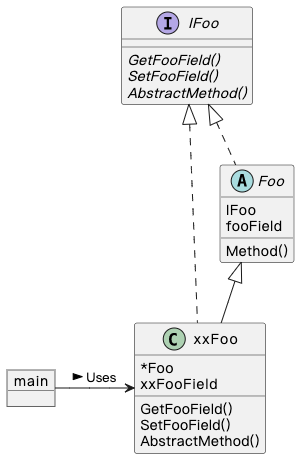 I IFoo
GetFooField()
SetFooField()
AbstractMethod()
A Foo
IFoo
fooField
Method()
C xxFoo
*Foo
xxFooField
GetFooField()
SetFooField()
AbstractMethod()
main
Uses